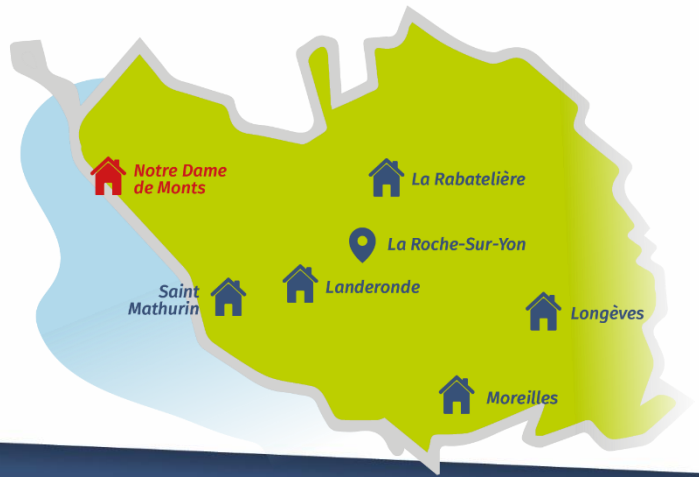 Notre Dame
de Monts
La Rabatelière
La Roche-Sur-Yon
Saint
Mathurin
Landeronde
Longèves
Moreilles